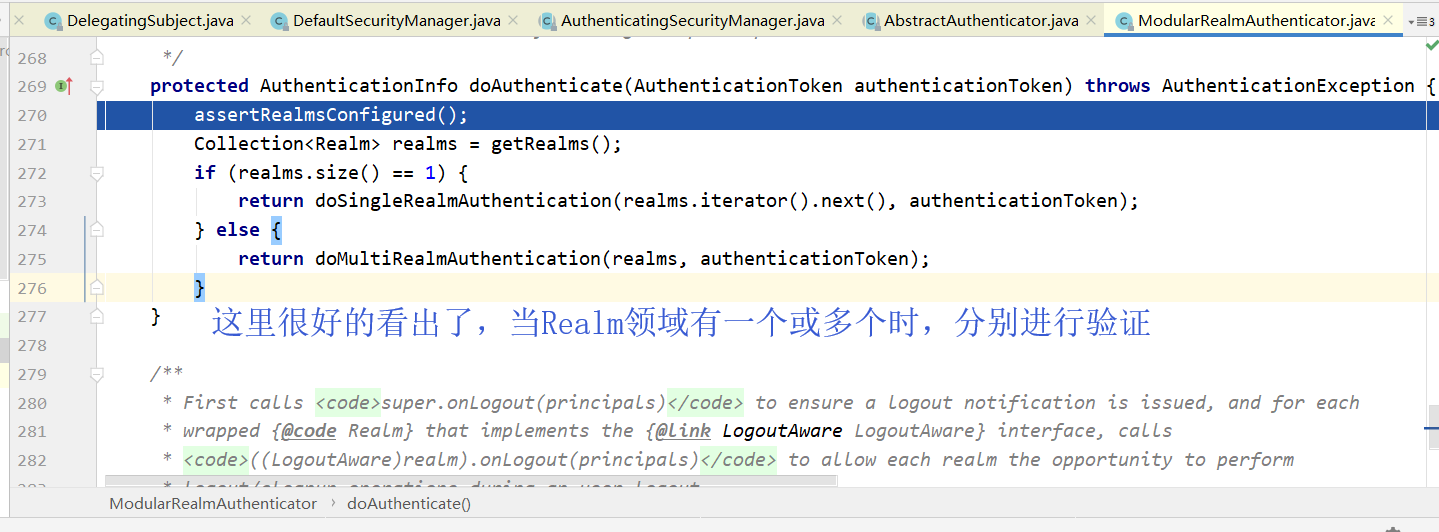 DelegatingSubject.java DefaultSecurityManager.java AuthenticatingSecurityManager.java AbstractAuthenticator.java ModularRealmAuthenticator.java 3
268 */
269 protected AuthenticationInfo doAuthenticate(AuthenticationToken authenticationToken) throws AuthenticationException {
270 assertRealmsConfigured();
271 Collection<Realm> realms = getRealms();
272 if (realms.size() == 1) {
273 return doSingleRealmAuthentication(realms.iterator().next(), authenticationToken);
274 } else {
275 return doMultiRealmAuthentication(realms, authenticationToken);
276 }
277 }
这里很好的看出了，当Realm领域有一个或多个时，分别进行验证
278
279 /**
280 * First calls <code>super.onLogout(principals)</code> to ensure a logout notification is issued, and for each
281 * wrapped {@code Realm} that implements the {@link LogoutAware LogoutAware} interface, calls
282 * <code>((LogoutAware)realm).onLogout(principals)</code> to allow each realm the opportunity to perform
ModularRealmAuthenticator › doAuthenticate()